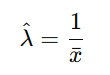 λ̂ = 1/x̄